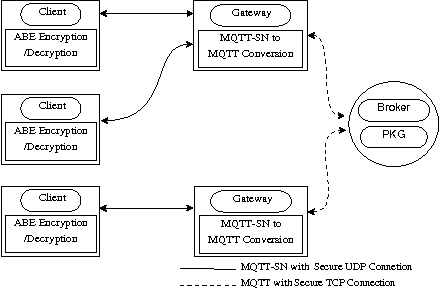 Client
ABE Encryption
/Decryption
Gateway
MQTT-SN to
MQTT Conversion
Client
ABE Encryption
/Decryption
Broker
PKG
Client
ABE Encryption
/Decryption
Gateway
MQTT-SN to
MQTT Conversion
MQTT-SN with Secure UDP Connetion
MQTT with Secure TCP Connection